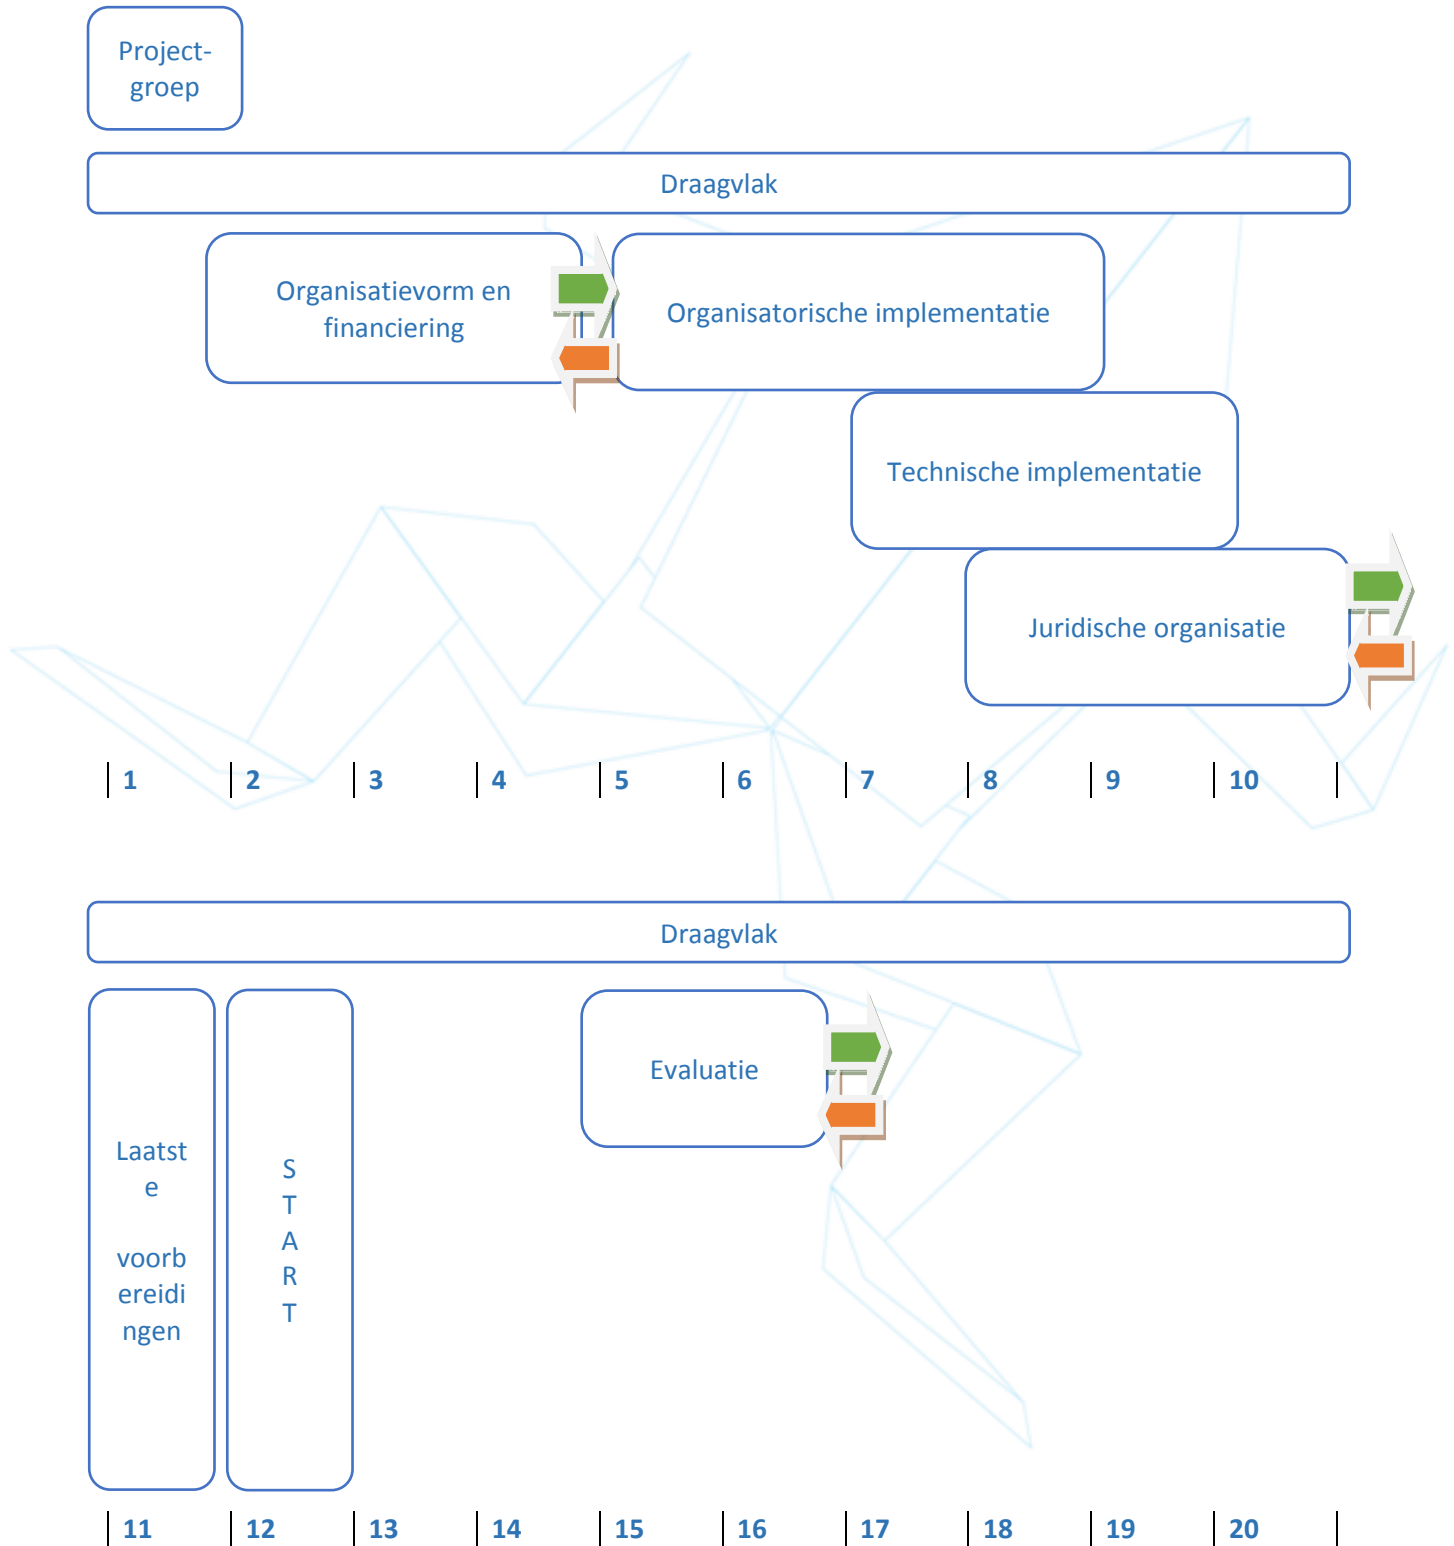 Project-
groep
Draagvlak
Organisatievorm en
financiering
Organisatorische implementatie
Technische implementatie
Juridische organisatie
1 2 3 4 5 6 7 8 9 10
Draagvlak
Evaluatie
Laatst
e
voorb
ereidi
ngen
S
T
A
R
T
11 12 13 14 15 16 17 18 19 20